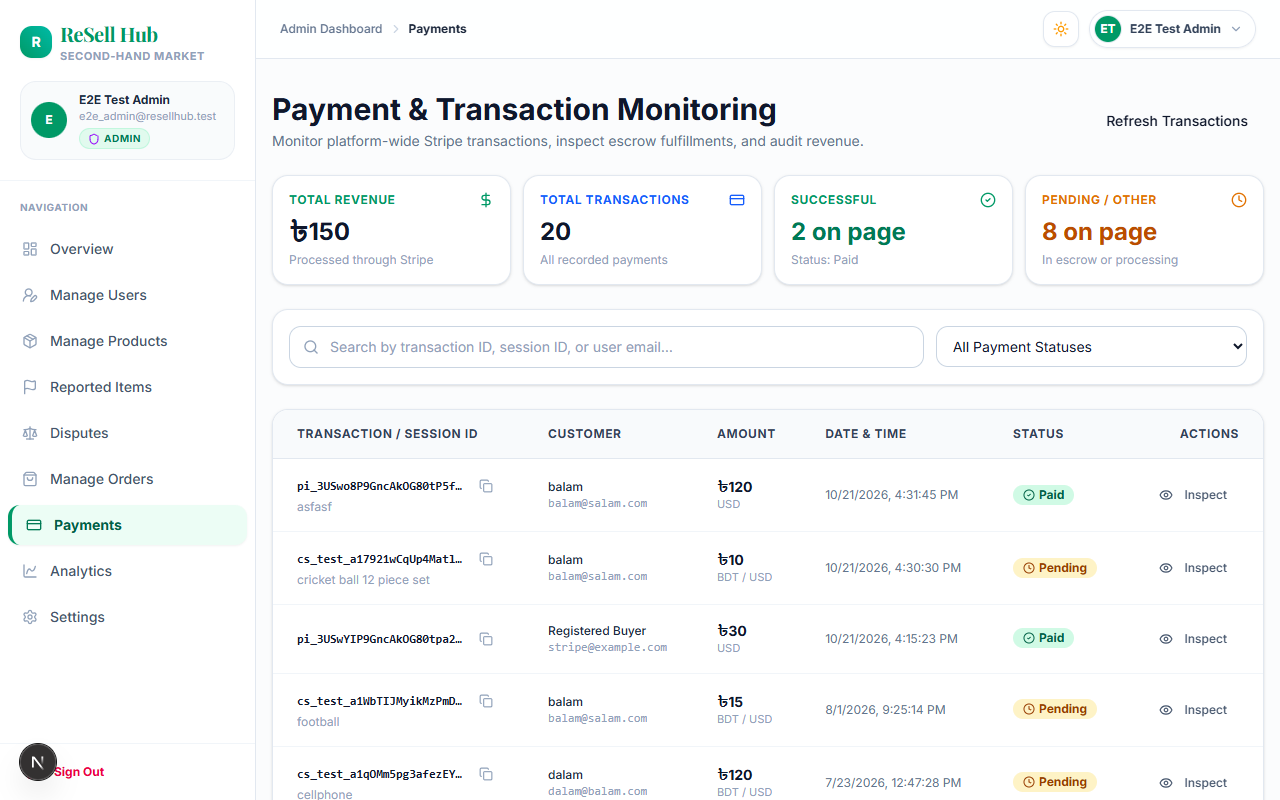 R
ReSell Hub
SECOND-HAND MARKET
E
E2E Test Admin
e2e_admin@resellhub.test
ADMIN
NAVIGATION
Overview
Manage Users
Manage Products
Reported Items
Disputes
Manage Orders
Payments
Analytics
Settings
N
Sign Out
Admin Dashboard
Payments
ET
E2E Test Admin
Payment & Transaction Monitoring
Monitor platform-wide Stripe transactions, inspect escrow fulfillments, and audit revenue.
Refresh Transactions
TOTAL REVENUE
৳150
Processed through Stripe
TOTAL TRANSACTIONS
20
All recorded payments
SUCCESSFUL
2 on page
Status: Paid
PENDING / OTHER
8 on page
In escrow or processing
Search by transaction ID, session ID, or user email...
All Payment Statuses
TRANSACTION / SESSION ID CUSTOMER AMOUNT DATE & TIME STATUS ACTIONS
pi_3USwo8P9GncAkOG80tP5f… balam ৳120 10/21/2026, 4:31:45 PM Paid Inspect
asfasf balam@salam.com USD
cs_test_a17921wCqUp4Matl… balam ৳10 10/21/2026, 4:30:30 PM Pending Inspect
cricket ball 12 piece set balam@salam.com BDT / USD
pi_3USwYIP9GncAkOG80tpa2… Registered Buyer ৳30 10/21/2026, 4:15:23 PM Paid Inspect
stripe@example.com USD
cs_test_a1WbTIJMyikMzPmD… balam ৳15 8/1/2026, 9:25:14 PM Pending Inspect
football balam@salam.com BDT / USD
cs_test_a1qOMm5pg3afezEY… dalam ৳120 7/23/2026, 12:47:28 PM Pending Inspect
cellphone dalam@balam.com BDT / USD